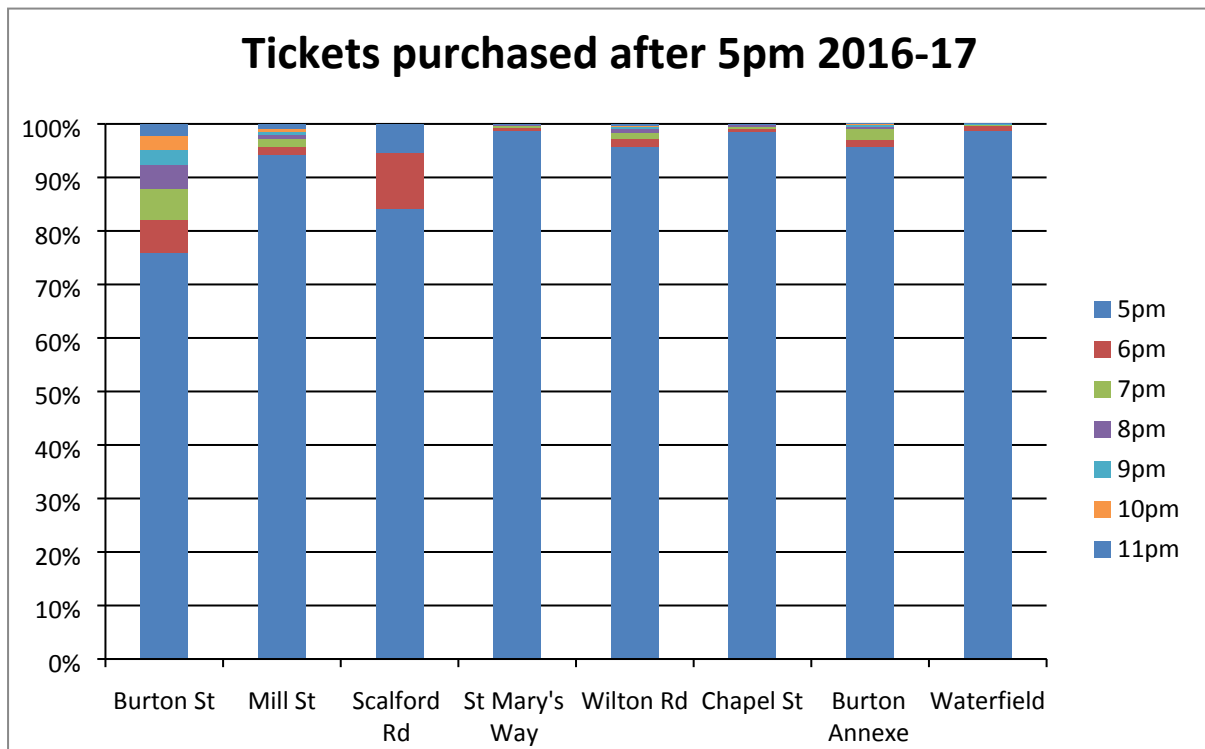 Tickets purchased after 5pm 2016-17
100%
90%
80%
70%
60%
50%
40%
30%
20%
10%
0%
Burton St
Mill St
Scalford
Rd
St Mary's
Way
Wilton Rd
Chapel St
Burton
Annexe
Waterfield
5pm
6pm
7pm
8pm
9pm
10pm
11pm